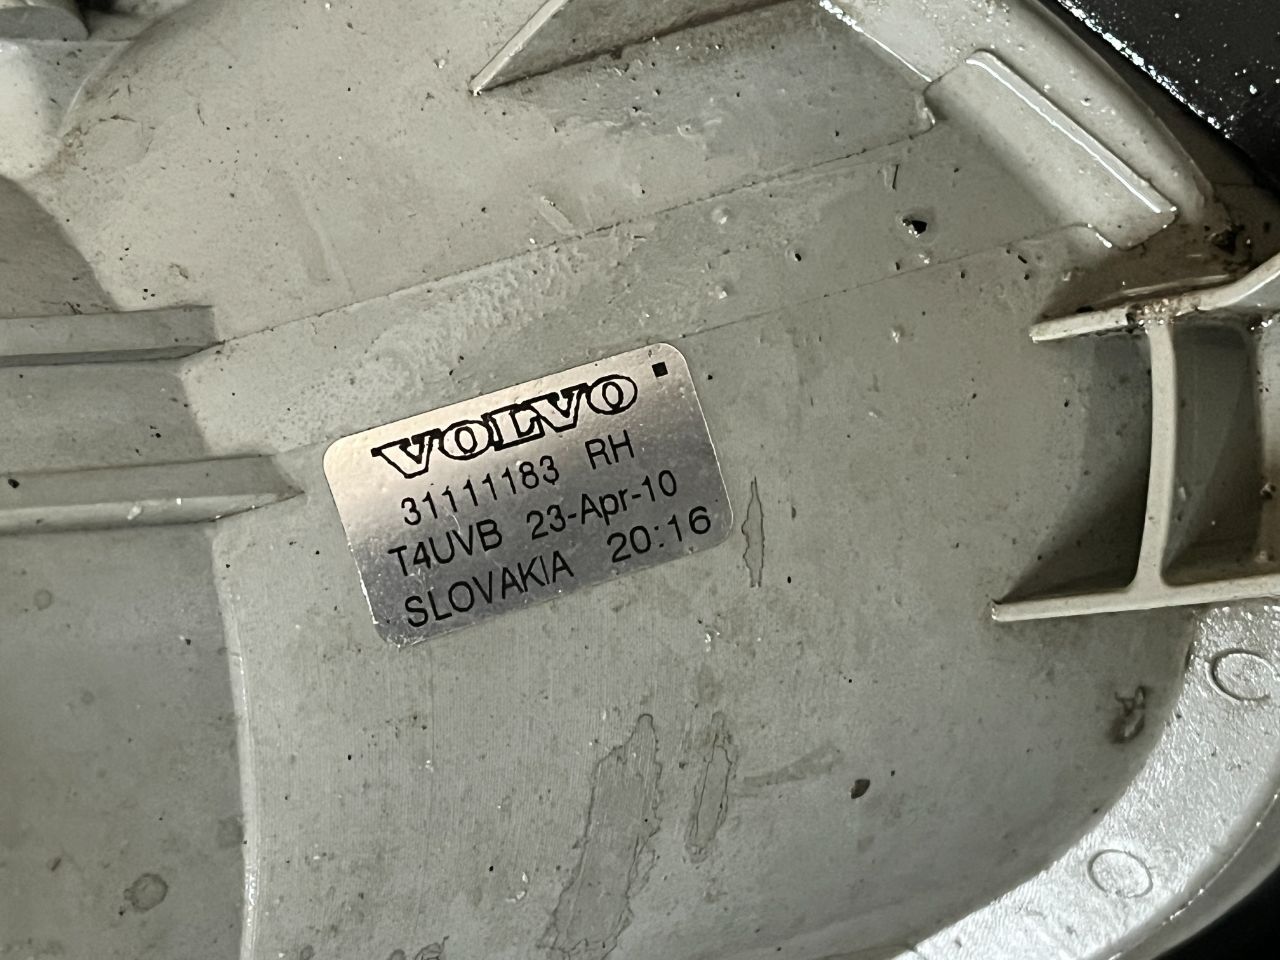 VOLVO
31111183 RH
T4UVB 23-Apr-10
SLOVAKIA 20:16